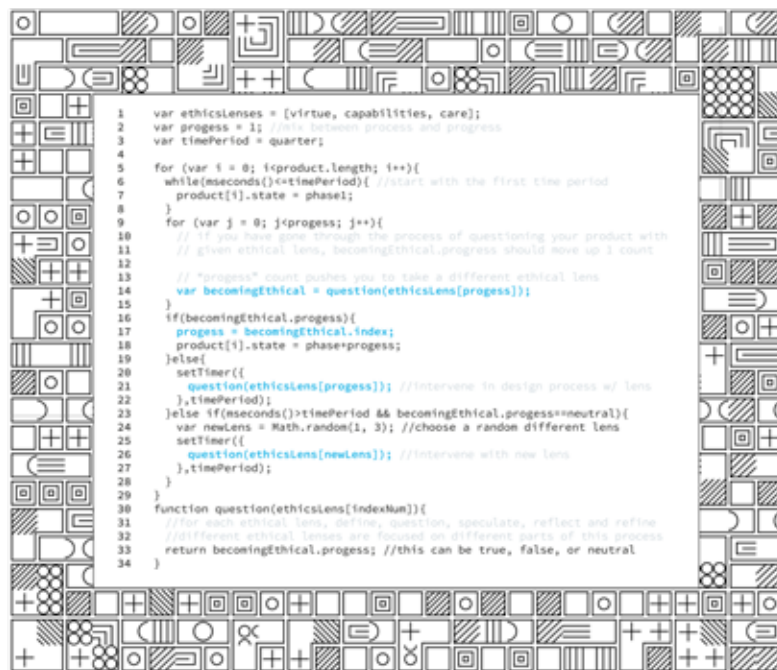 1 var ethicsLenses = [virtue, capabilities, care];
2 var progess = 1; //mix between process and progress
3 var timePeriod = quarter;
4
5 for (var i = 0; i<product.length; i++){
6 while(mseconds()<=timePeriod){ //start with the first time period
7 product[i].state = phase1;
8 }
9 for (var j = 0; j<progess; j++){
10 // if you have gone through the process of questioning your product with
11 // given ethical lens, becomingEthical.progress should move up 1 count
12
13 // "progess" count pushes you to take a different ethical lens
14 var becomingEthical = question(ethicsLens[progess]);
15 }
16 if(becomingEthical.progess){
17 progess = becomingEthical.index;
18 product[i].state = phase+progess;
19 }else{
20 setTimer({
21 question(ethicsLens[progess]); //intervene in design process w/ lens
22 },timePeriod);
23 }else if(mseconds()>timePeriod && becomingEthical.progess==neutral){
24 var newLens = Math.random(1, 3); //choose a random different lens
25 setTimer({
26 question(ethicsLens[newLens]); //intervene with new lens
27 },timePeriod);
28 }
29 }
30 function question(ethicsLens[indexNum]){
31 //for each ethical lens, define, question, speculate, reflect and refine
32 //different ethical lenses are focused on different parts of this process
33 return becomingEthical.progess; //this can be true, false, or neutral
34 }